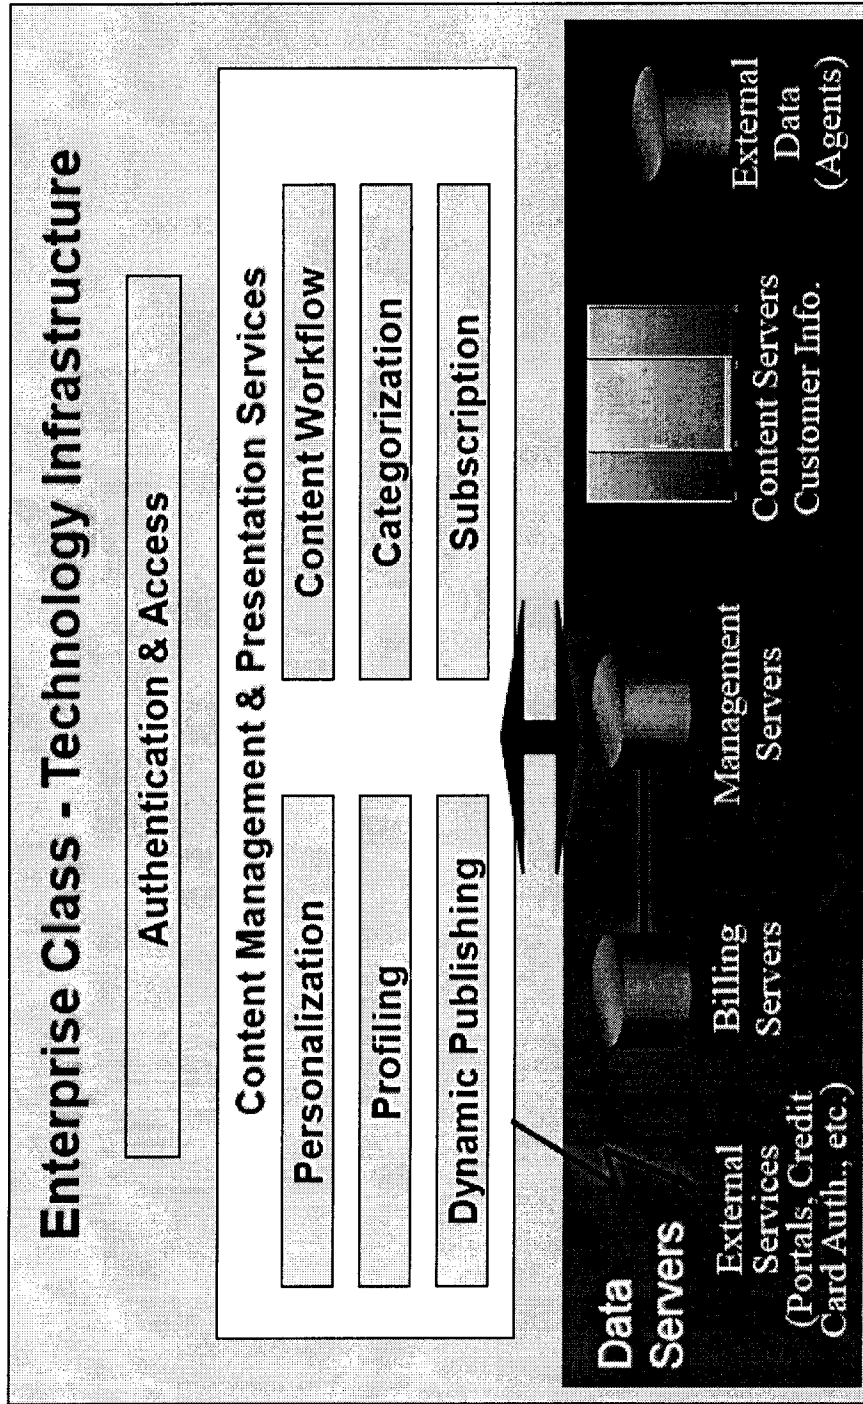 Enterprise Class - Technology Infrastructure
Authentication & Access
Content Management & Presentation Services
Personalization
Content Workflow
Profiling
Categorization
Dynamic Publishing
Subscription
Data
Servers
External
Services
(Portals, Credit
Card Auth., etc.)
Billing
Servers
Management
Servers
Content Servers
Customer Info.
External
Data
(Agents)